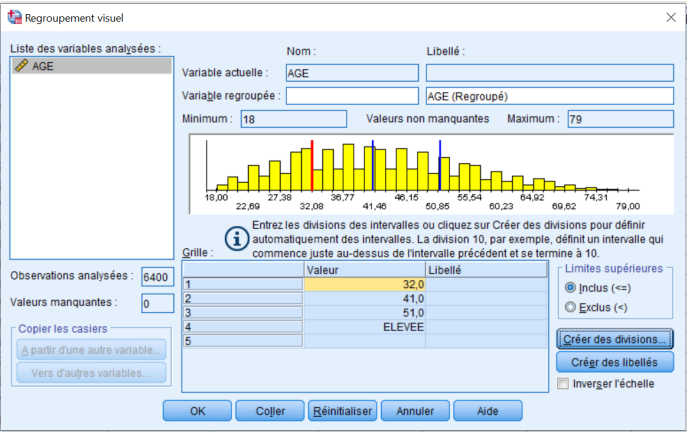 Regroupement visuel
Liste des variables analysées :
AGE
Nom :
Libellé :
Variable actuelle :
AGE
Variable regroupée :
AGE (Regroupé)
Minimum :
18
Valeurs non manquantes
Maximum :
79
18,00
27,38
36,77
46,15
55,54
64,92
74,31
22,69
32,08
41,46
50,85
60,23
69,62
79,00
Entrez les divisions des intervalles ou cliquez sur Créer des divisions pour définir
automatiquement des intervalles. La division 10, par exemple, définit un intervalle qui
commence juste au-dessus de l'intervalle précédent et se termine à 10.
Grille :
Valeur
Libellé
1
32,0
2
41,0
3
51,0
4
ELEVEE
5
Observations analysées :
6400
Valeurs manquantes :
0
Copier les casiers
A partir d'une autre variable...
Vers d'autres variables...
Limites supérieures
Inclus (<=)
Exclus (<)
Créer des divisions...
Créer des libellés
Inverser l'échelle
OK
Coller
Réinitialiser
Annuler
Aide